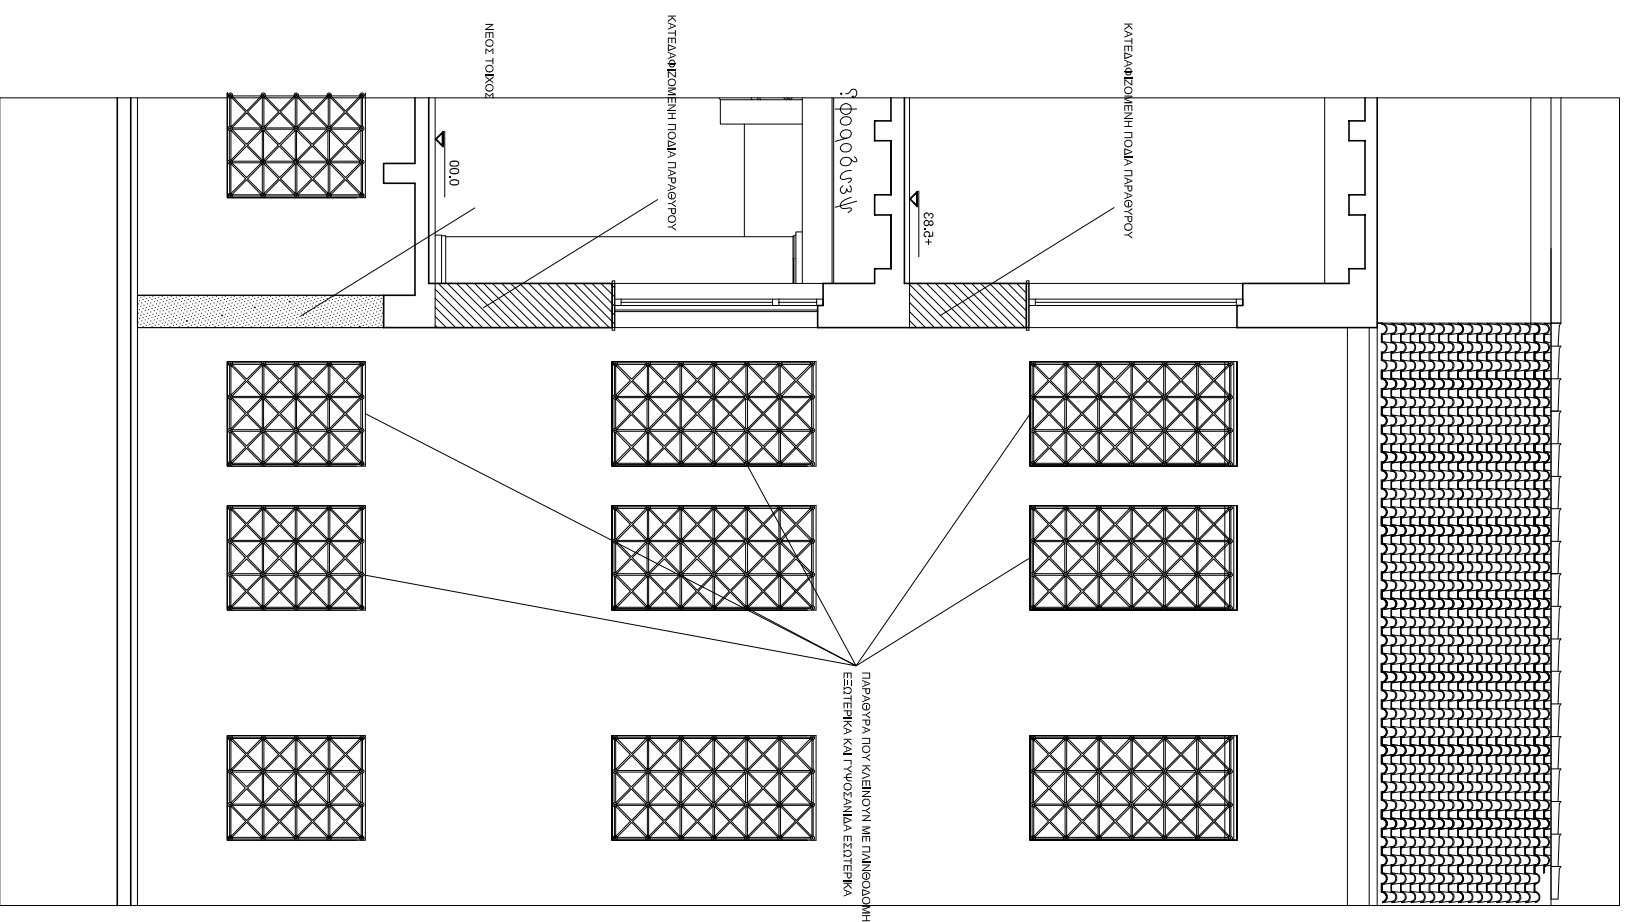 ΝΕΟΣ ΤΟΙΧΟΣ
ΚΑΤΕΔΑΦΙΖΟΜΕΝΗ ΠΟΔΙΑ ΠΑΡΑΘΥΡΟΥ
ΚΑΤΕΔΑΦΙΖΟΜΕΝΗ ΠΟΔΙΑ ΠΑΡΑΘΥΡΟΥ
0.00
+5.83
ΠΑΡΑΘΥΡΑ ΠΟΥ ΚΛΕΙΝΟΥΝ ΜΕ ΠΛΙΝΘΟΔΟΜΗ
ΕΞΩΤΕΡΙΚΑ ΚΑΙ ΓΥΨΟΣΑΝΙΔΑ ΕΣΩΤΕΡΙΚΑ